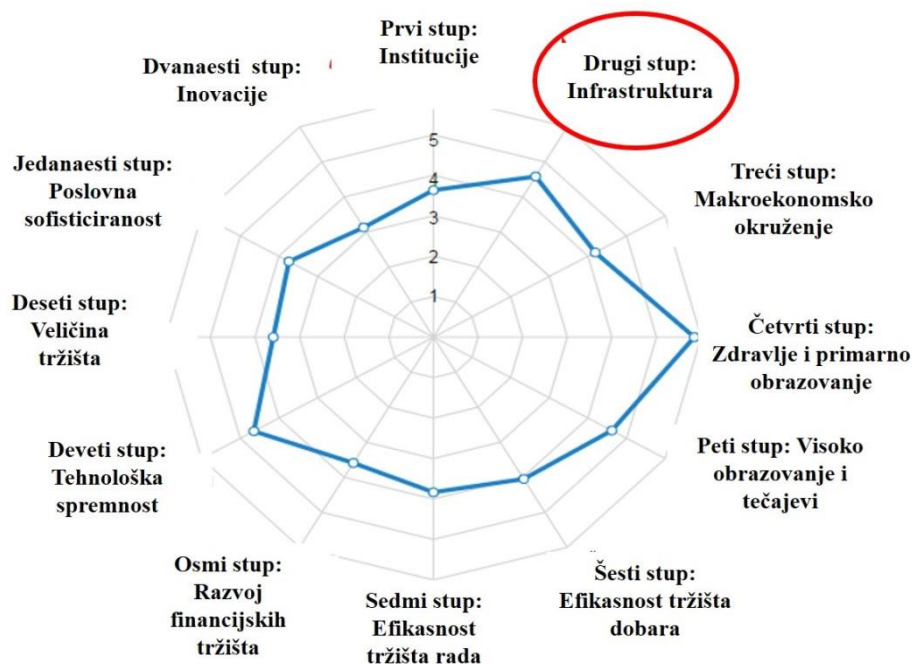 Prvi stup:
Institucije
Drugi stup:
Infrastruktura
Treći stup:
Makroekonomsko
okruženje
Četvrti stup:
Zdravlje i primarno
obrazovanje
Peti stup: Visoko
obrazovanje i
tečajevi
Šesti stup:
Efikasnost tržišta
dobara
Sedmi stup:
Efikasnost
tržišta rada
Osmi stup:
Razvoj
financijskih
tržišta
Deveti stup:
Tehnološka
spremnost
Deseti stup:
Veličina
tržišta
Jedanaesti stup:
Poslovna
sofisticiranost
Dvanaesti stup:
Inovacije
5
4
3
2
1